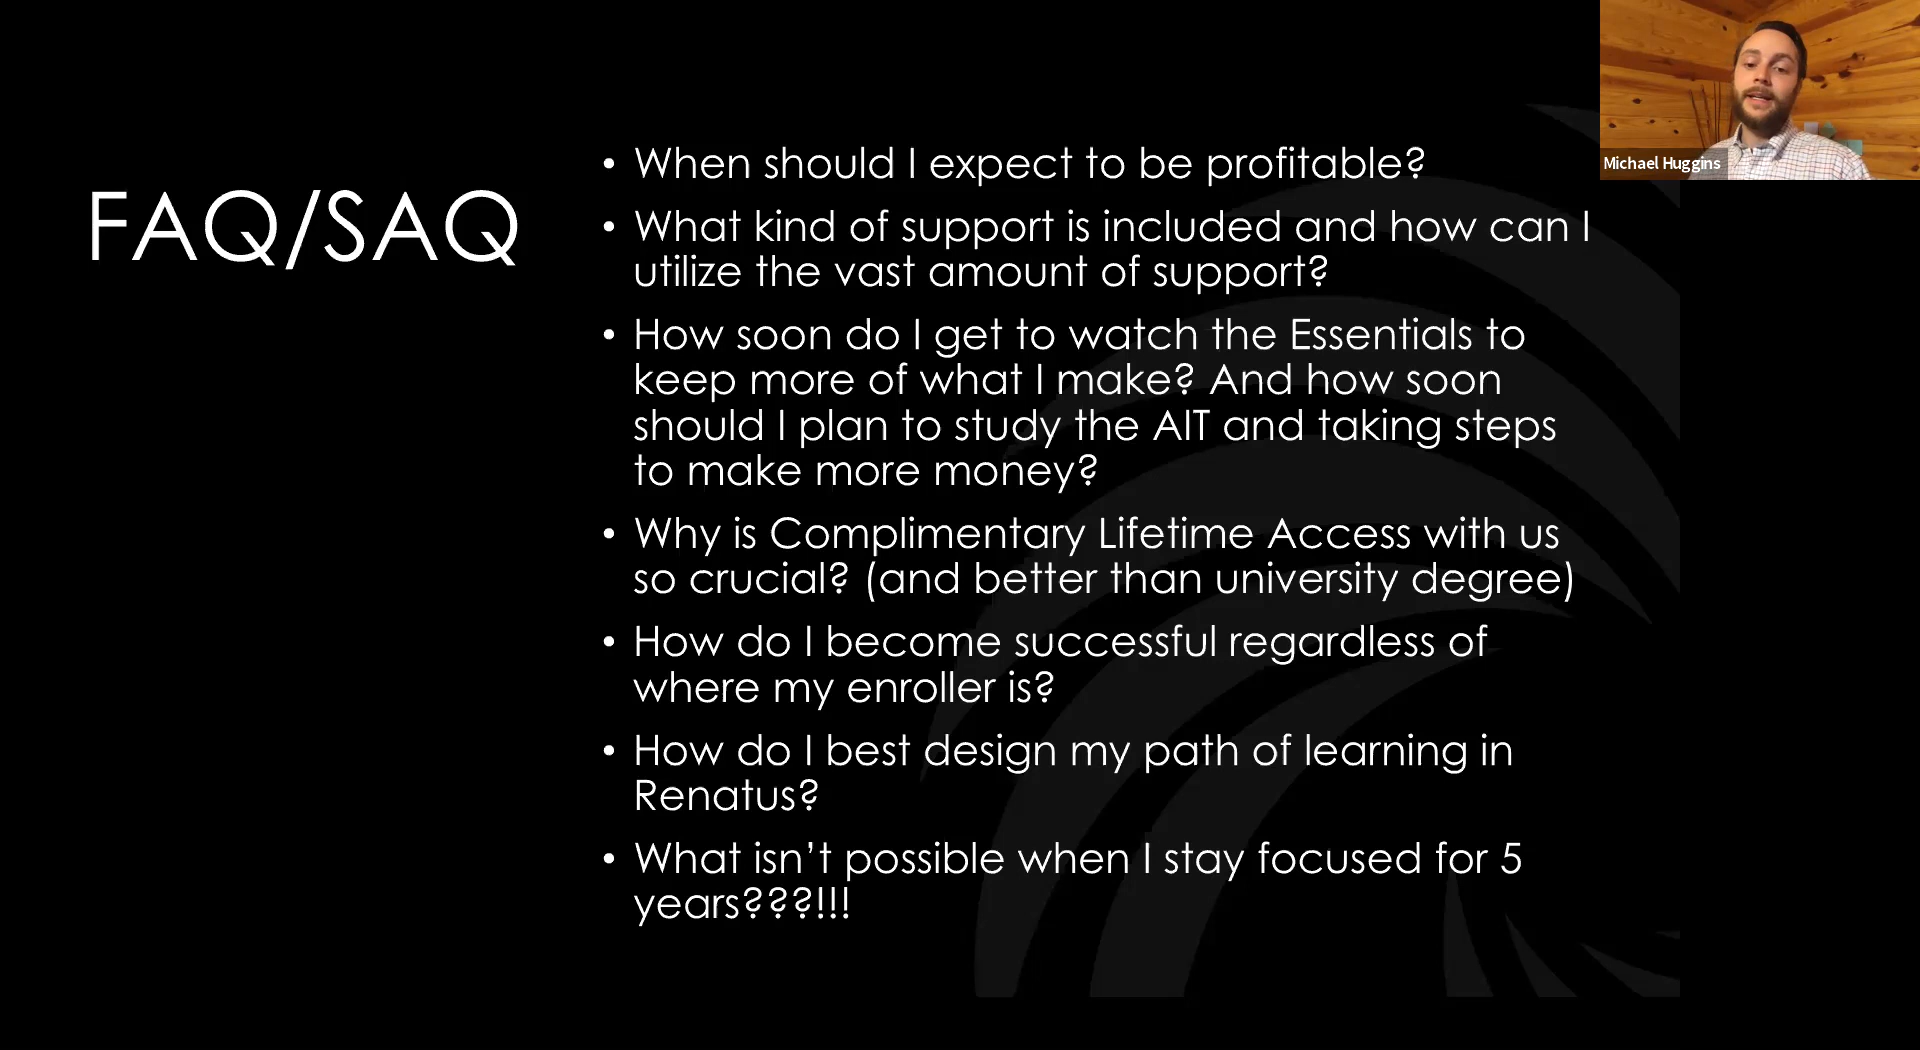 FAQ/SAQ
• When should I expect to be profitable?
• What kind of support is included and how can I
utilize the vast amount of support?
• How soon do I get to watch the Essentials to
keep more of what I make? And how soon
should I plan to study the AIT and taking steps
to make more money?
• Why is Complimentary Lifetime Access with us
so crucial? (and better than university degree)
• How do I become successful regardless of
where my enroller is?
• How do I best design my path of learning in
Renatus?
• What isn’t possible when I stay focused for 5
years???!!!
Michael Huggins